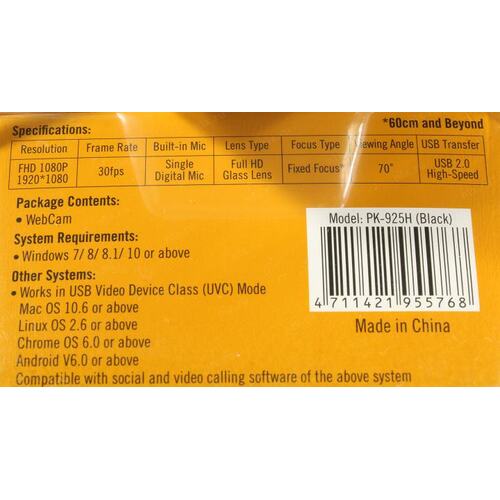 Specifications:
*60cm and Beyond
Resolution Frame Rate Built-in Mic Lens Type Focus Type Viewing Angle USB Transfer
FHD 1080P 30fps Single Full HD Fixed Focus* 70° USB 2.0
1920*1080 Digital Mic Glass Lens High-Speed
Package Contents:
• WebCam
System Requirements:
• Windows 7/ 8/ 8.1/ 10 or above
Other Systems:
• Works in USB Video Device Class (UVC) Mode
Mac OS 10.6 or above
Linux OS 2.6 or above
Chrome OS 6.0 or above
Android V6.0 or above
Compatible with social and video calling software of the above system
Model: PK-925H (Black)
4 711421 955768
Made in China